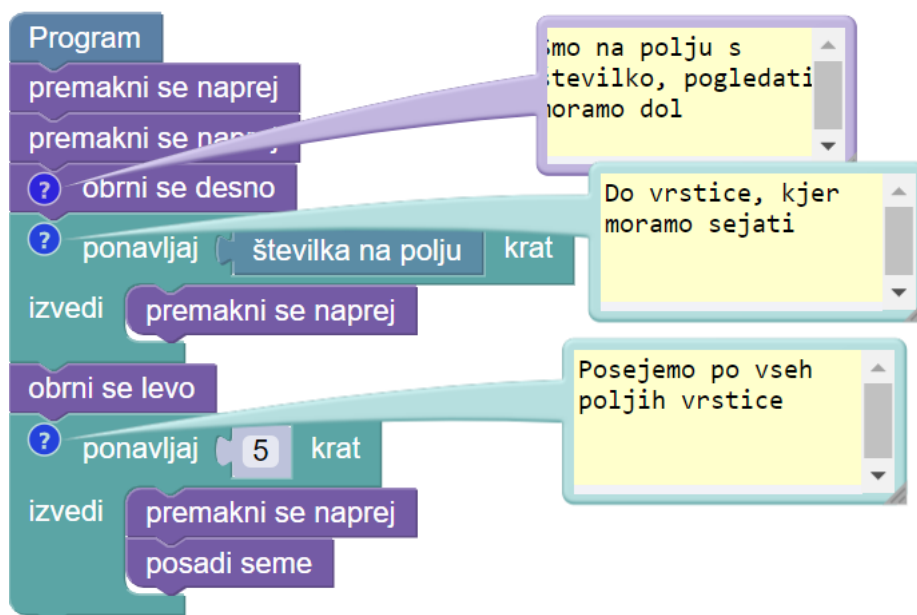 Program
premakni se naprej
premakni se naprej
? obrni se desno
? ponavljaj številka na polju krat
izvedi premakni se naprej
obrni se levo
? ponavljaj 5 krat
izvedi premakni se naprej
posadi seme
Smo na polju s
številko, pogledati
moramo dol
Do vrstice, kjer
moramo sejati
Posejemo po vseh
poljih vrstice